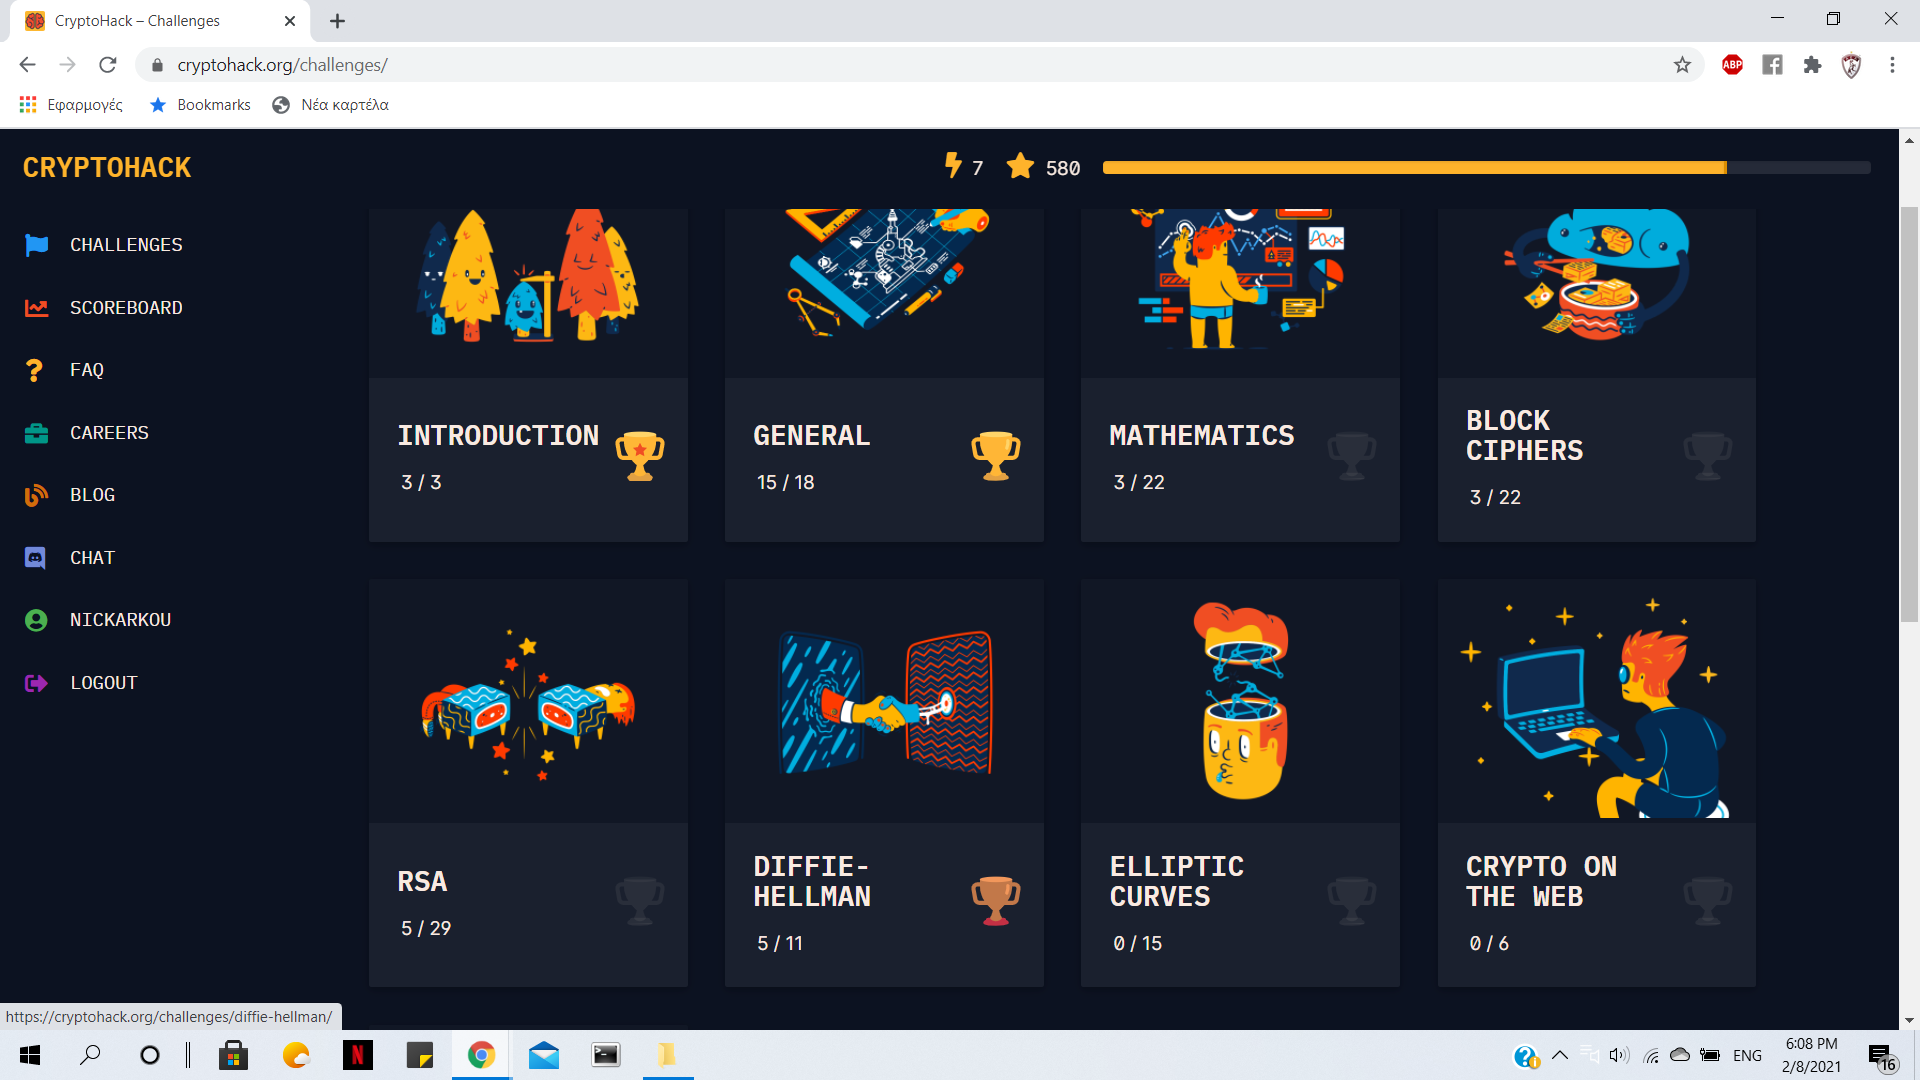 CryptoHack – Challenges
cryptohack.org/challenges/
ABP
Εφαρμογές
Bookmarks
Νέα καρτέλα
CRYPTOHACK
7
580
CHALLENGES
SCOREBOARD
FAQ
CAREERS
BLOG
CHAT
NICKARKOU
LOGOUT
INTRODUCTION
3 / 3
GENERAL
15 / 18
MATHEMATICS
3 / 22
BLOCK
CIPHERS
3 / 22
RSA
5 / 29
DIFFIE-
HELLMAN
5 / 11
ELLIPTIC
CURVES
0 / 15
CRYPTO ON
THE WEB
0 / 6
https://cryptohack.org/challenges/diffie-hellman/
N
ENG
6:08 PM
2/8/2021
16